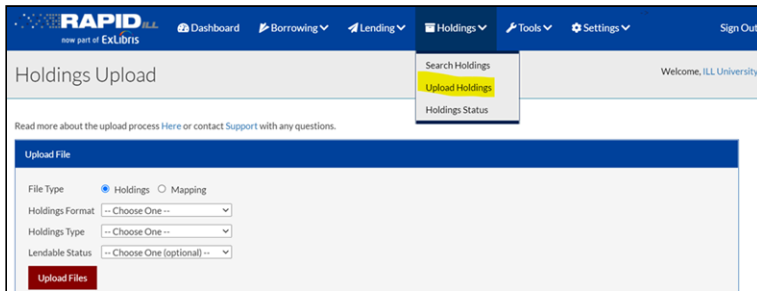 RAPID ILL
now part of ExLibris
Dashboard Borrowing Lending Holdings Tools Settings Sign Out
Search Holdings
Upload Holdings
Holdings Status
Holdings Upload
Welcome, ILL University
Read more about the upload process Here or contact Support with any questions.
Upload File
File Type Holdings Mapping
Holdings Format -- Choose One --
Holdings Type -- Choose One --
Lendable Status -- Choose One (optional) --
Upload Files